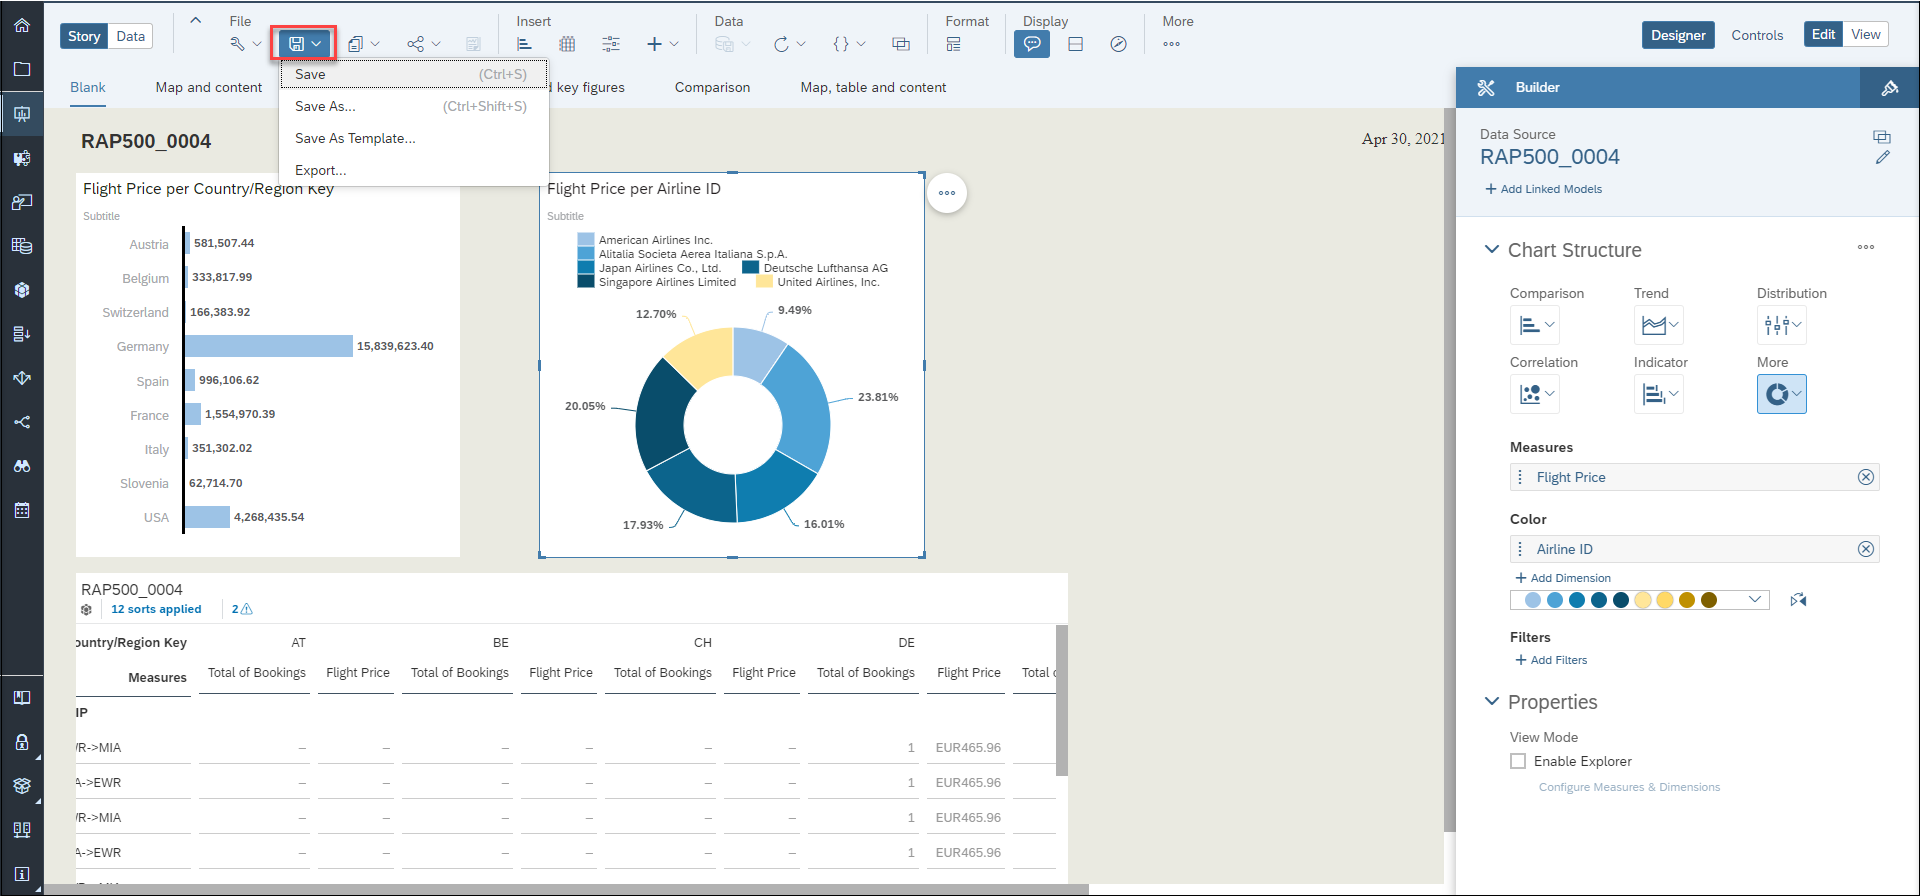 File
Insert
Data
Format
Display
More
Story
Data
Designer
Controls
Edit
View
Save (Ctrl+S)
Save As... (Ctrl+Shift+S)
Save As Template...
Export...
Blank
Map and content
key figures
Comparison
Map, table and content
RAP500_0004
Apr 30, 2021
Flight Price per Country/Region Key
Subtitle
Austria 581,507.44
Belgium 333,817.99
Switzerland 166,383.92
Germany 15,839,623.40
Spain 996,106.62
France 1,554,970.39
Italy 351,302.02
Slovenia 62,714.70
USA 4,268,435.54
Flight Price per Airline ID
Subtitle
American Airlines Inc.
Alitalia Societa Aerea Italiana S.p.A.
Japan Airlines Co., Ltd. Deutsche Lufthansa AG
Singapore Airlines Limited United Airlines, Inc.
12.70% 9.49%
20.05% 23.81%
17.93% 16.01%
RAP500_0004
12 sorts applied 2
ountry/Region Key AT BE CH DE
Measures Total of Bookings Flight Price Total of Bookings Flight Price Total of Bookings Flight Price Total of Bookings Flight Price Total
IP
R->MIA – – – – – – 1 EUR465.96
A->EWR – – – – – – 1 EUR465.96
R->MIA – – – – – – 1 EUR465.96
A->EWR – – – – – – 1 EUR465.96
Builder
Data Source
RAP500_0004
+ Add Linked Models
Chart Structure
Comparison Trend Distribution
Correlation Indicator More
Measures
Flight Price
Color
Airline ID
+ Add Dimension
Filters
+ Add Filters
Properties
View Mode
Enable Explorer
Configure Measures & Dimensions